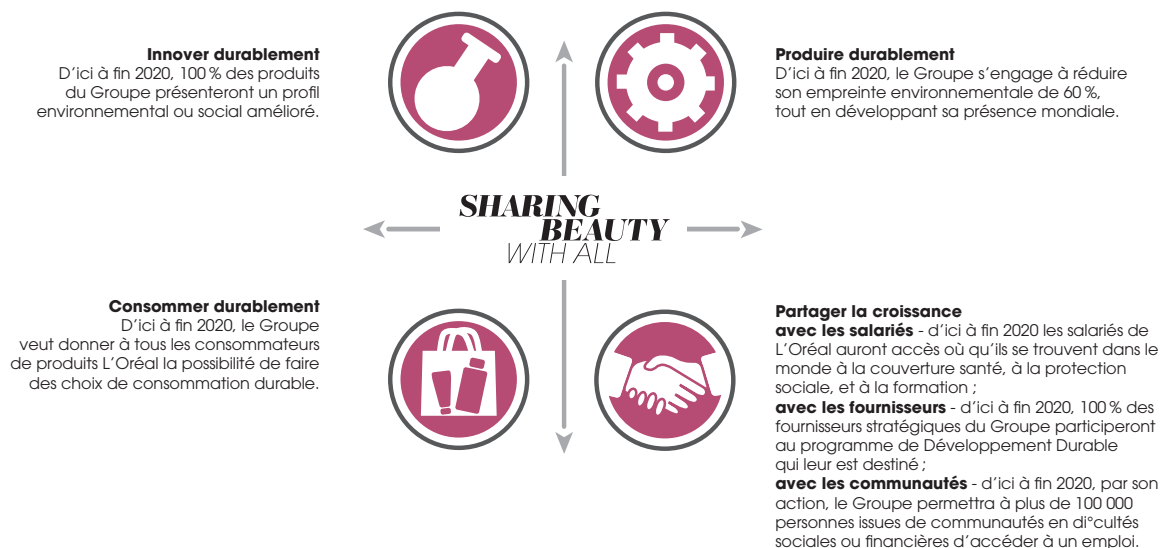 Innover durablement
D’ici à fin 2020, 100 % des produits
du Groupe présenteront un profil
environnemental ou social amélioré.
Produire durablement
D’ici à fin 2020, le Groupe s’engage à réduire
son empreinte environnementale de 60 %,
tout en développant sa présence mondiale.
SHARING
BEAUTY
WITH ALL
Consommer durablement
D’ici à fin 2020, le Groupe
veut donner à tous les consommateurs
de produits L’Oréal la possibilité de faire
des choix de consommation durable.
Partager la croissance
avec les salariés - d’ici à fin 2020 les salariés de
L’Oréal auront accès où qu’ils se trouvent dans le
monde à la couverture santé, à la protection
sociale, et à la formation ;
avec les fournisseurs - d’ici à fin 2020, 100 % des
fournisseurs stratégiques du Groupe participeront
au programme de Développement Durable
qui leur est destiné ;
avec les communautés - d’ici à fin 2020, par son
action, le Groupe permettra à plus de 100 000
personnes issues de communautés en di°cultés
sociales ou financières d’accéder à un emploi.